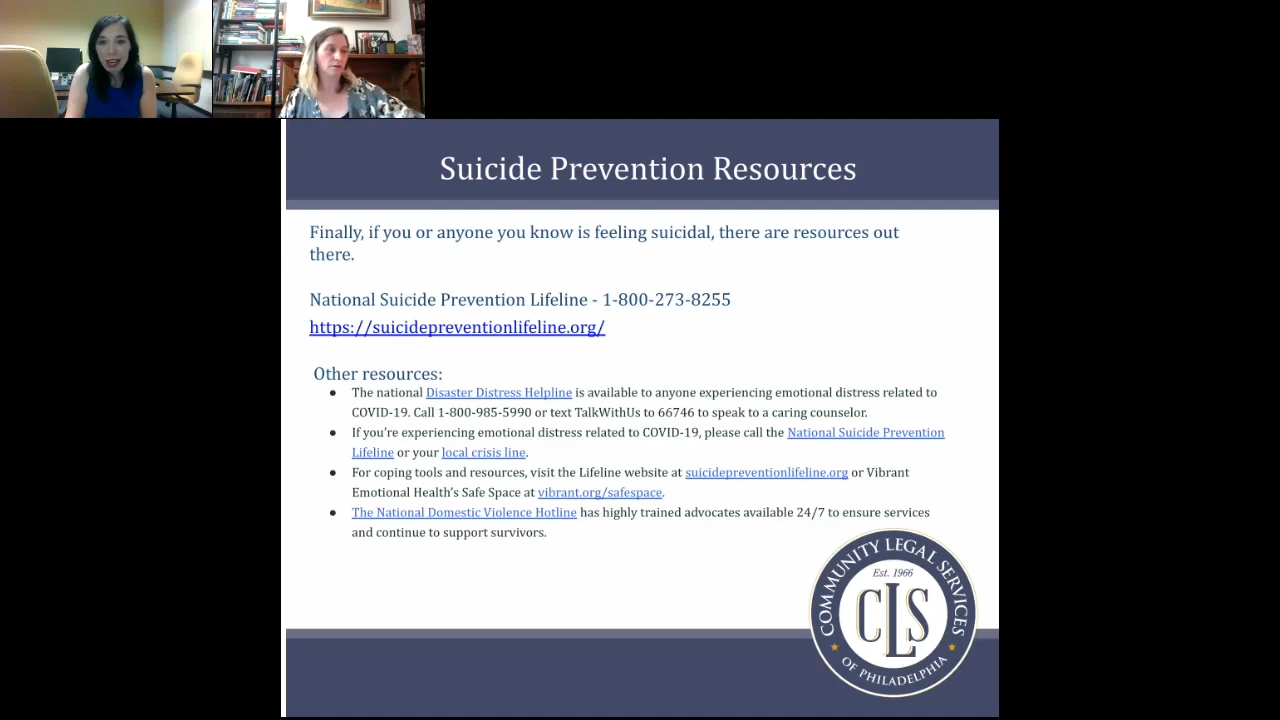 Suicide Prevention Resources
Finally, if you or anyone you know is feeling suicidal, there are resources out
there.
National Suicide Prevention Lifeline - 1-800-273-8255
https://suicidepreventionlifeline.org/
Other resources:
● The national Disaster Distress Helpline is available to anyone experiencing emotional distress related to
COVID-19. Call 1-800-985-5990 or text TalkWithUs to 66746 to speak to a caring counselor.
● If you’re experiencing emotional distress related to COVID-19, please call the National Suicide Prevention
Lifeline or your local crisis line.
● For coping tools and resources, visit the Lifeline website at suicidepreventionlifeline.org or Vibrant
Emotional Health’s Safe Space at vibrant.org/safespace.
● The National Domestic Violence Hotline has highly trained advocates available 24/7 to ensure services
and continue to support survivors.
COMMUNITY LEGAL SERVICES
Est. 1966
CLS
OF PHILADELPHIA